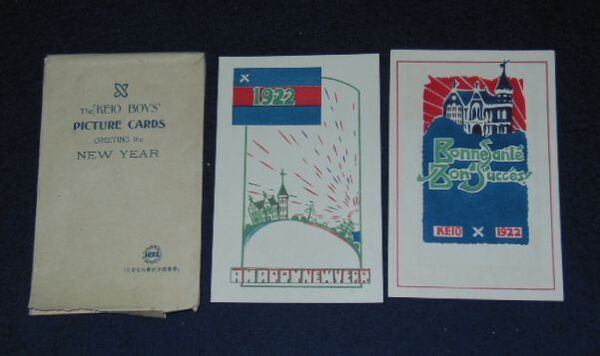 The "KEIO BOYS'
PICTURE CARDS
GREETING the
NEW YEAR
1922
A HAPPY NEW YEAR
Bonne Santé
Bon Succès!
KEIO 1922